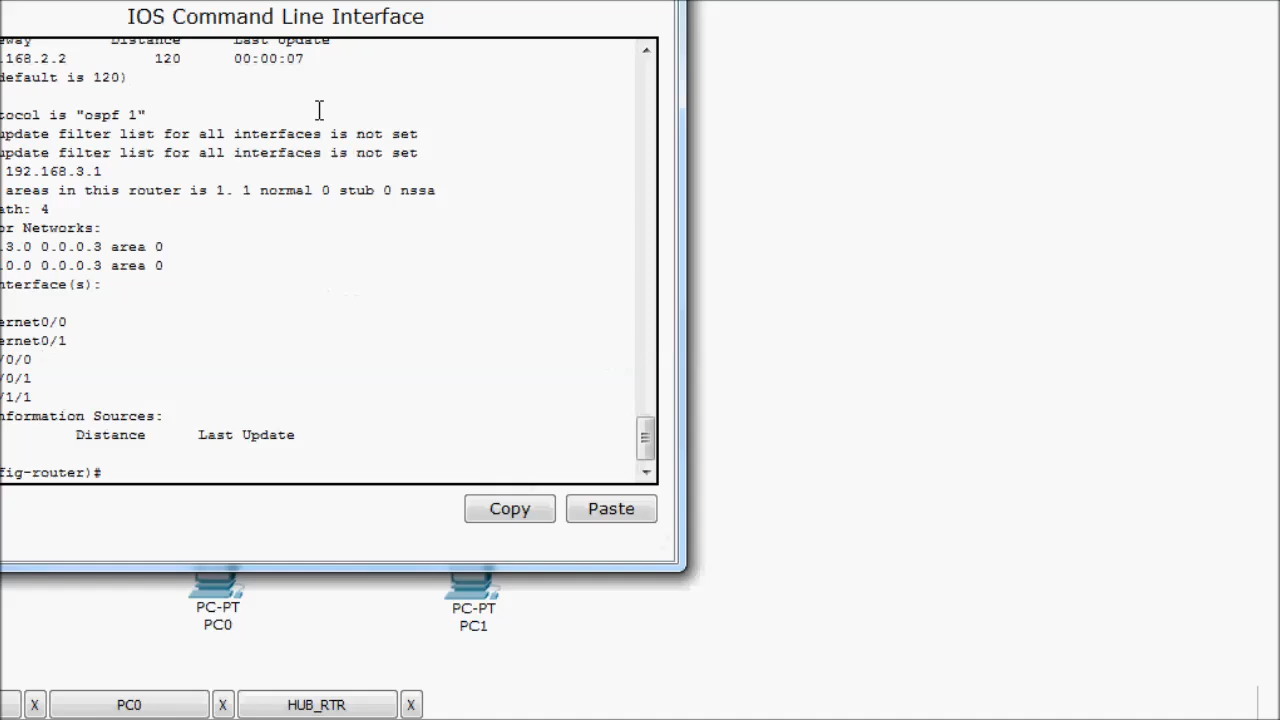 IOS Command Line Interface
eway Distance Last Update
.168.2.2 120 00:00:07
default is 120)
tocol is "ospf 1"
update filter list for all interfaces is not set
update filter list for all interfaces is not set
192.168.3.1
areas in this router is 1. 1 normal 0 stub 0 nssa
ath: 4
or Networks:
.3.0 0.0.0.3 area 0
.0.0 0.0.0.3 area 0
nterface(s):
ernet0/0
ernet0/1
/0/0
/0/1
/1/1
nformation Sources:
Distance Last Update
fig-router)#
Copy Paste
PC-PT PC-PT
PC0 PC1
X PC0 X HUB_RTR X